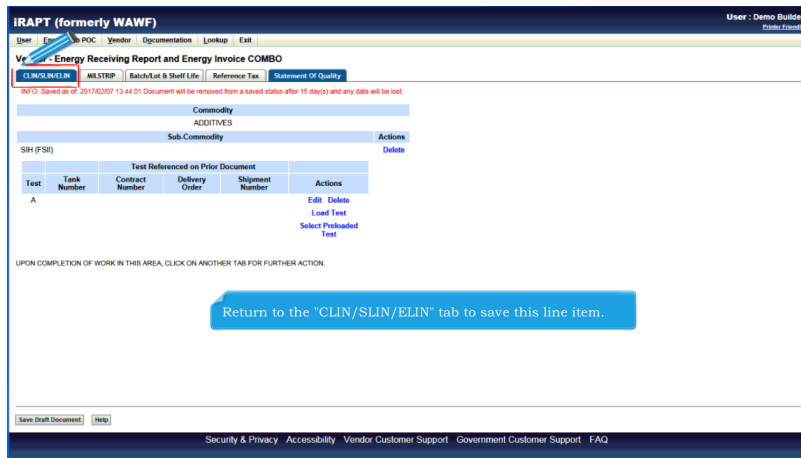 iRAPT (formerly WAWF)
User : Demo Builde
Printer Friendl
User POC Vendor Documentation Lookup Exit
- Energy Receiving Report and Energy Invoice COMBO
CLIN/SLIN/ELIN MILSTRIP Batch/Lot & Shelf Life Reference Tax Statement Of Quality
INFO: Saved as of: 2017/02/07 13:44:01 Document will be removed from a saved status after 15 day(s) and any data will be lost.
Commodity
ADDITIVES
Sub-Commodity Actions
SIH (FSII) Delete
Test Referenced on Prior Document
Test Tank Number Contract Number Delivery Order Shipment Number Actions
A Edit Delete
Load Test
Select Preloaded
Test
UPON COMPLETION OF WORK IN THIS AREA, CLICK ON ANOTHER TAB FOR FURTHER ACTION.
Return to the "CLIN/SLIN/ELIN" tab to save this line item.
Save Draft Document Help
Security & Privacy Accessibility Vendor Customer Support Government Customer Support FAQ